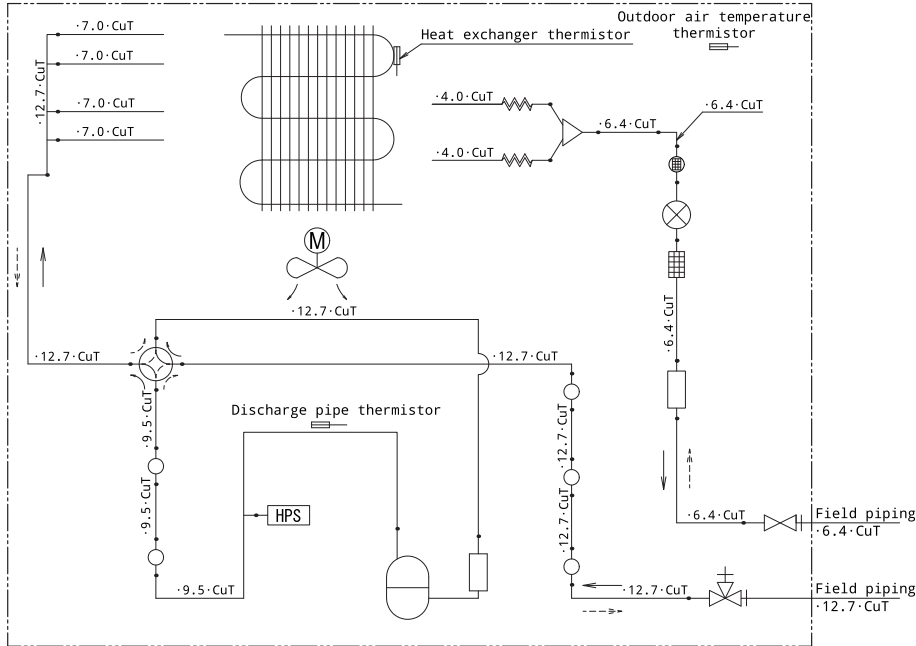 ·7.0·CuT
·7.0·CuT
·7.0·CuT
·7.0·CuT
·12.7·CuT
Heat exchanger thermistor
Outdoor air temperature
thermistor
·4.0·CuT
·4.0·CuT
·6.4·CuT
·6.4·CuT
M
·12.7·CuT
·12.7·CuT
·12.7·CuT
·6.4·CuT
·9.5·CuT
Discharge pipe thermistor
·12.7·CuT
·9.5·CuT
HPS
·12.7·CuT
·6.4·CuT
Field piping
·6.4·CuT
·9.5·CuT
·12.7·CuT
Field piping
·12.7·CuT